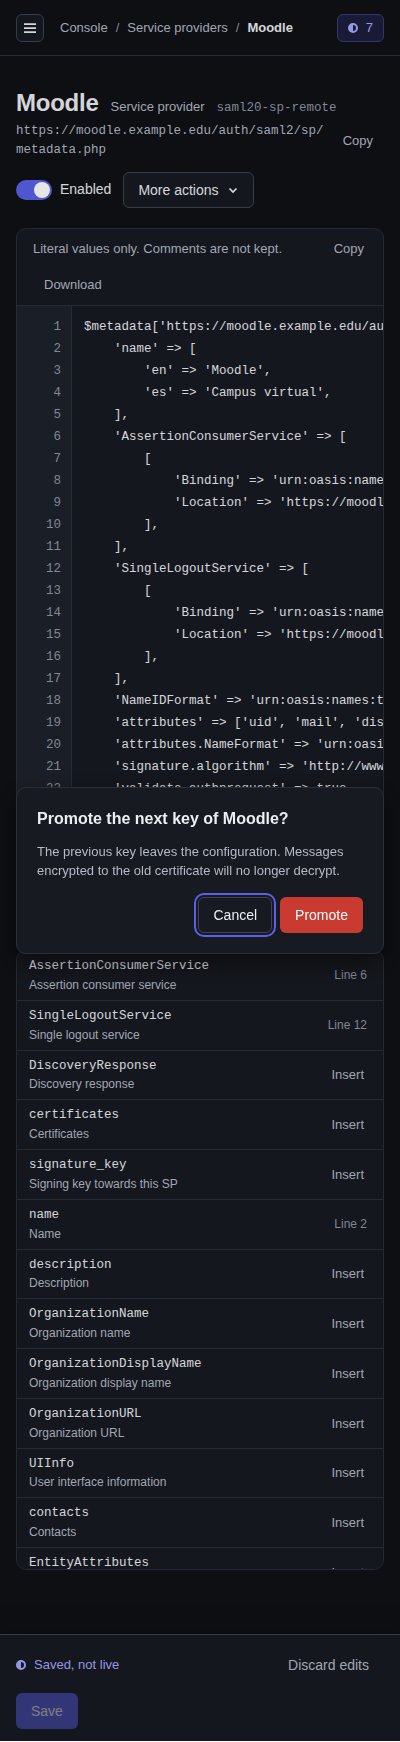 Console / Service providers / Moodle
7
Moodle Service provider saml20-sp-remote
https://moodle.example.edu/auth/saml2/sp/
metadata.php
Copy
Enabled
More actions
Literal values only. Comments are not kept.
Copy
Download
1 $metadata['https://moodle.example.edu/au
2 'name' => [
3 'en' => 'Moodle',
4 'es' => 'Campus virtual',
5 ],
6 'AssertionConsumerService' => [
7 [
8 'Binding' => 'urn:oasis:name
9 'Location' => 'https://moodl
10 ],
11 ],
12 'SingleLogoutService' => [
13 [
14 'Binding' => 'urn:oasis:name
15 'Location' => 'https://moodl
16 ],
17 ],
18 'NameIDFormat' => 'urn:oasis:names:t
19 'attributes' => ['uid', 'mail', 'dis
20 'attributes.NameFormat' => 'urn:oasi
21 'signature.algorithm' => 'http://www
22 'validate.authnrequest' => true
Promote the next key of Moodle?
The previous key leaves the configuration. Messages
encrypted to the old certificate will no longer decrypt.
Cancel
Promote
AssertionConsumerService
Assertion consumer service
Line 6
SingleLogoutService
Single logout service
Line 12
DiscoveryResponse
Discovery response
Insert
certificates
Certificates
Insert
signature_key
Signing key towards this SP
Insert
name
Name
Line 2
description
Description
Insert
OrganizationName
Organization name
Insert
OrganizationDisplayName
Organization display name
Insert
OrganizationURL
Organization URL
Insert
UIInfo
User interface information
Insert
contacts
Contacts
Insert
EntityAttributes
Saved, not live
Discard edits
Save